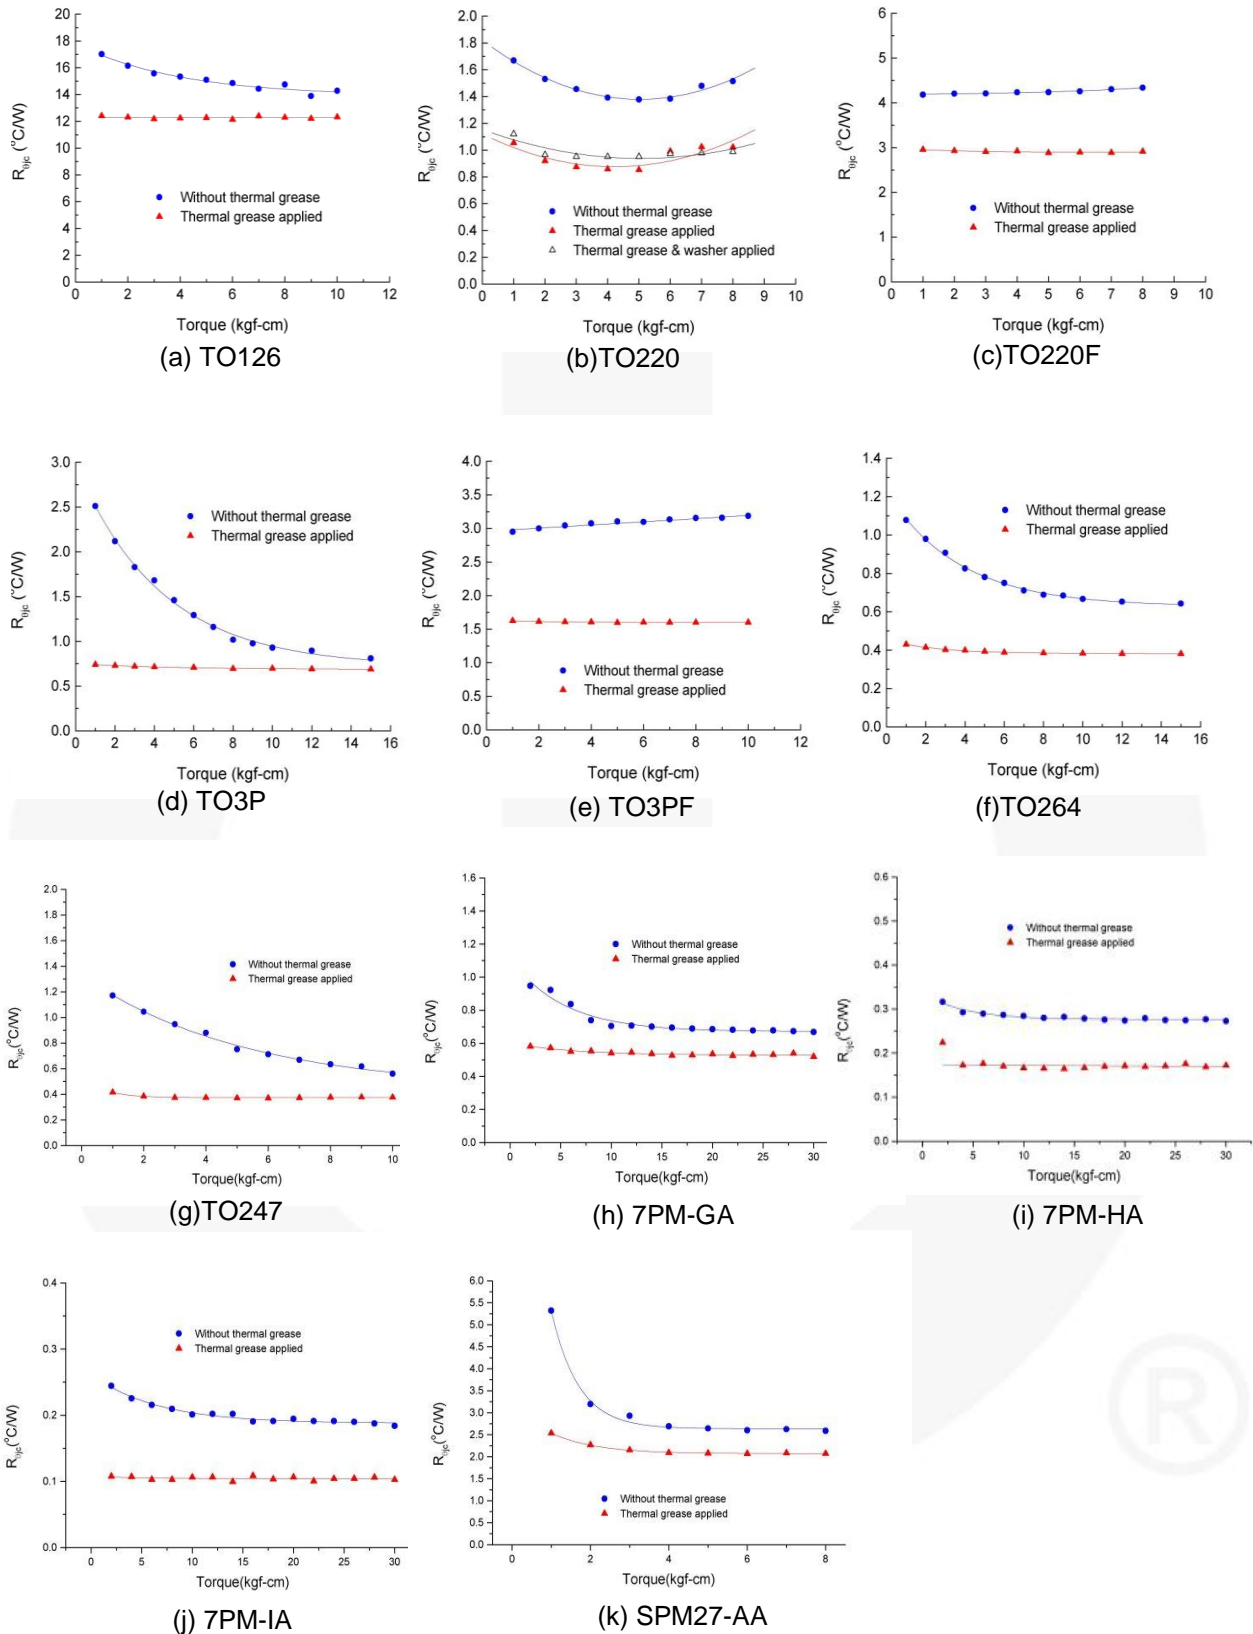 20
18
16
14
12
10
8
6
4
2
0
R θjc (°C/W)
Without thermal grease
Thermal grease applied
0 2 4 6 8 10 12
Torque (kgf-cm)
(a) TO126
2.0
1.8
1.6
1.4
1.2
1.0
0.8
0.6
0.4
0.2
0.0
R θjc (°C/W)
Without thermal grease
Thermal grease applied
Thermal grease & washer applied
0 1 2 3 4 5 6 7 8 9 10
Torque (kgf-cm)
(b)TO220
6
5
4
3
2
1
0
R θjc (°C/W)
Without thermal grease
Thermal grease applied
0 1 2 3 4 5 6 7 8 9 10
Torque (kgf-cm)
(c)TO220F
3.0
2.5
2.0
1.5
1.0
0.5
0.0
R θjc (°C/W)
Without thermal grease
Thermal grease applied
0 2 4 6 8 10 12 14 16
Torque (kgf-cm)
(d) TO3P
4.0
3.5
3.0
2.5
2.0
1.5
1.0
0.5
0.0
R θjc (°C/W)
Without thermal grease
Thermal grease applied
0 2 4 6 8 10 12
Torque (kgf-cm)
(e) TO3PF
1.4
1.2
1.0
0.8
0.6
0.4
0.2
0.0
R θjc (°C/W)
Without thermal grease
Thermal grease applied
0 2 4 6 8 10 12 14 16
Torque (kgf-cm)
(f)TO264
2.0
1.8
1.6
1.4
1.2
1.0
0.8
0.6
0.4
0.2
0.0
R θjc (°C/W)
Without thermal grease
Thermal grease applied
0 2 4 6 8 10
Torque(kgf-cm)
(g)TO247
1.6
1.4
1.2
1.0
0.8
0.6
0.4
0.2
0.0
R θjc (°C/W)
Without thermal grease
Thermal grease applied
0 5 10 15 20 25 30
Torque(kgf-cm)
(h) 7PM-GA
0.6
0.5
0.4
0.3
0.2
0.1
0.0
R θjc (°C/W)
Without thermal grease
Thermal grease applied
0 5 10 15 20 25 30
Torque(kgf-cm)
(i) 7PM-HA
0.4
0.3
0.2
0.1
0.0
R θjc (°C/W)
Without thermal grease
Thermal grease applied
0 5 10 15 20 25 30
Torque(kgf-cm)
(j) 7PM-IA
6.0
5.5
5.0
4.5
4.0
3.5
3.0
2.5
2.0
1.5
1.0
0.5
0.0
R θjc (°C/W)
Without thermal grease
Thermal grease applied
0 2 4 6 8
Torque(kgf-cm)
(k) SPM27-AA
®